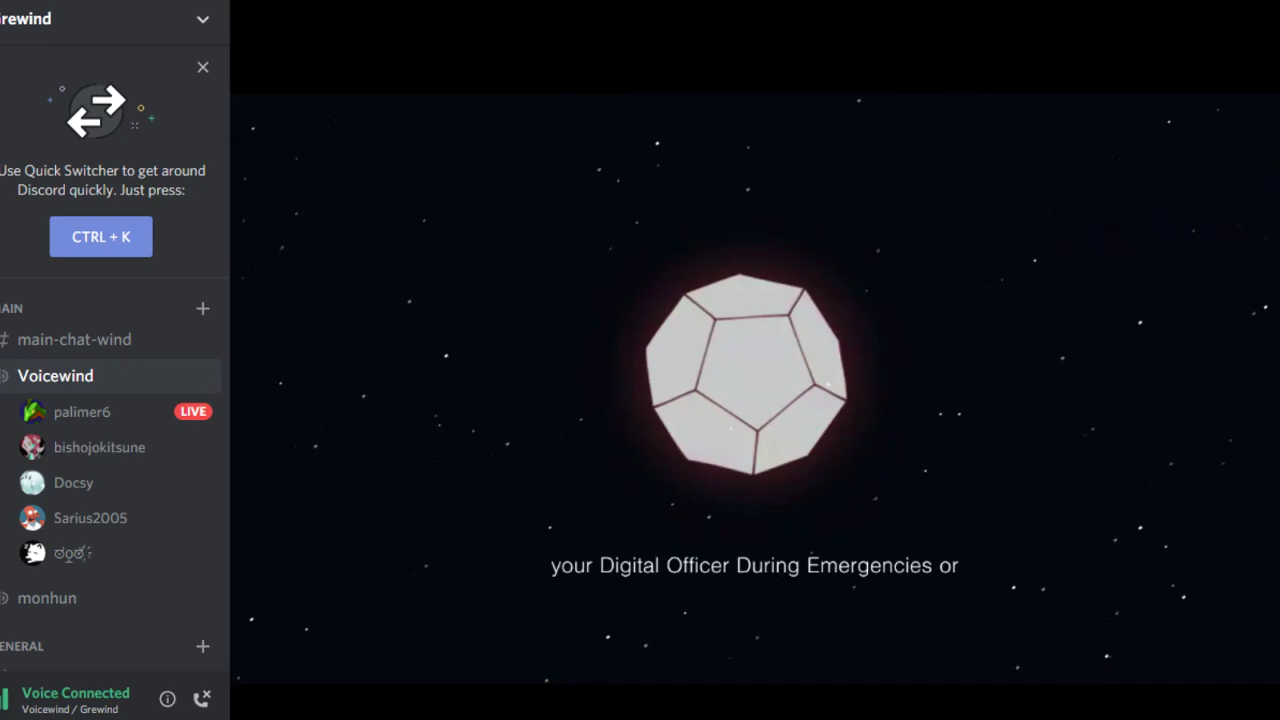 rewind
Use Quick Switcher to get around
Discord quickly. Just press:
CTRL + K
MAIN
main-chat-wind
Voicewind
palimer6 LIVE
bishojokitsune
Docsy
Sarius2005
monhun
ENERAL
Voice Connected
Voicewind / Grewind
your Digital Officer During Emergencies or